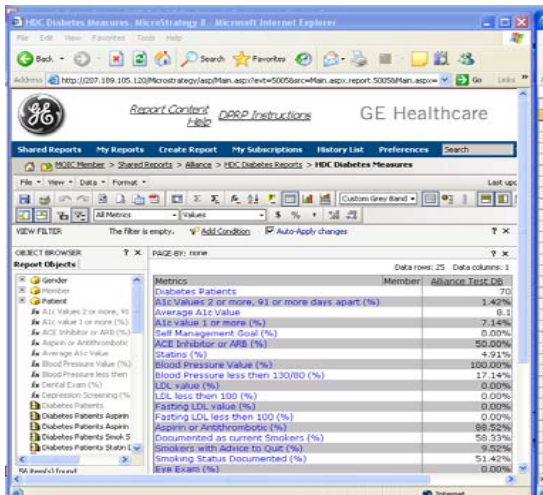 HDC Diabetes Measures. MicroStrategy 8 - Microsoft Internet Explorer
File Edit View Favorites Tools Help
Back Search Favorites
Address http://207.189.105.120/Microstrategy/asp/Main.aspx?evt=5005&src=Main.aspx.report.5005&Main.aspx= Go Links
Report Content Help
DPRP Instructions
GE Healthcare
Shared Reports My Reports Create Report My Subscriptions History List Preferences Search
MQIC Member > Shared Reports > Alliance > HDC Diabetes Reports > HDC Diabetes Measures
File View Data Format Last upd
Custom Grey Band
All Metrics Values $ %
VIEW FILTER The filter is empty. Add Condition Auto-Apply changes ? X
OBJECT BROWSER ? X PAGE-BY: none ? X
Report Objects Data rows: 25 Data columns: 1
Gender
Member
Patient
A1c Values 2 or more, 91
A1c value 1 or more (%)
ACE Inhibitor or ARB (%)
Aspirin or Antithrombotic
Average A1c Value
Blood Pressure Value (%)
Blood Pressure less then
Dental Exam (%)
Depression Screening (%
Diabetes Patients
Diabetes Patients Aspirin
Diabetes Patients Aspirin
Diabetes Patients Smok S
Diabetes Patients Statin D
56 item(s) found
Metrics Member Alliance Test DB
Diabetes Patients 70
A1c Values 2 or more, 91 or more days apart (%) 1.42%
Average A1c Value 8.1
A1c value 1 or more (%) 7.14%
Self Management Goal (%) 0.00%
ACE Inhibitor or ARB (%) 50.00%
Statins (%) 4.91%
Blood Pressure Value (%) 100.00%
Blood Pressure less then 130/80 (%) 17.14%
LDL value (%) 0.00%
LDL less then 100 (%) 0.00%
Fasting LDL value (%) 0.00%
Fasting LDL less then 100 (%) 0.00%
Aspirin or Antithrombotic (%) 88.52%
Documented as current Smokers (%) 58.33%
Smokers with Advice to Quit (%) 9.52%
Smoking Status Documented (%) 51.42%
Eye Exam (%) 0.00%
Internet